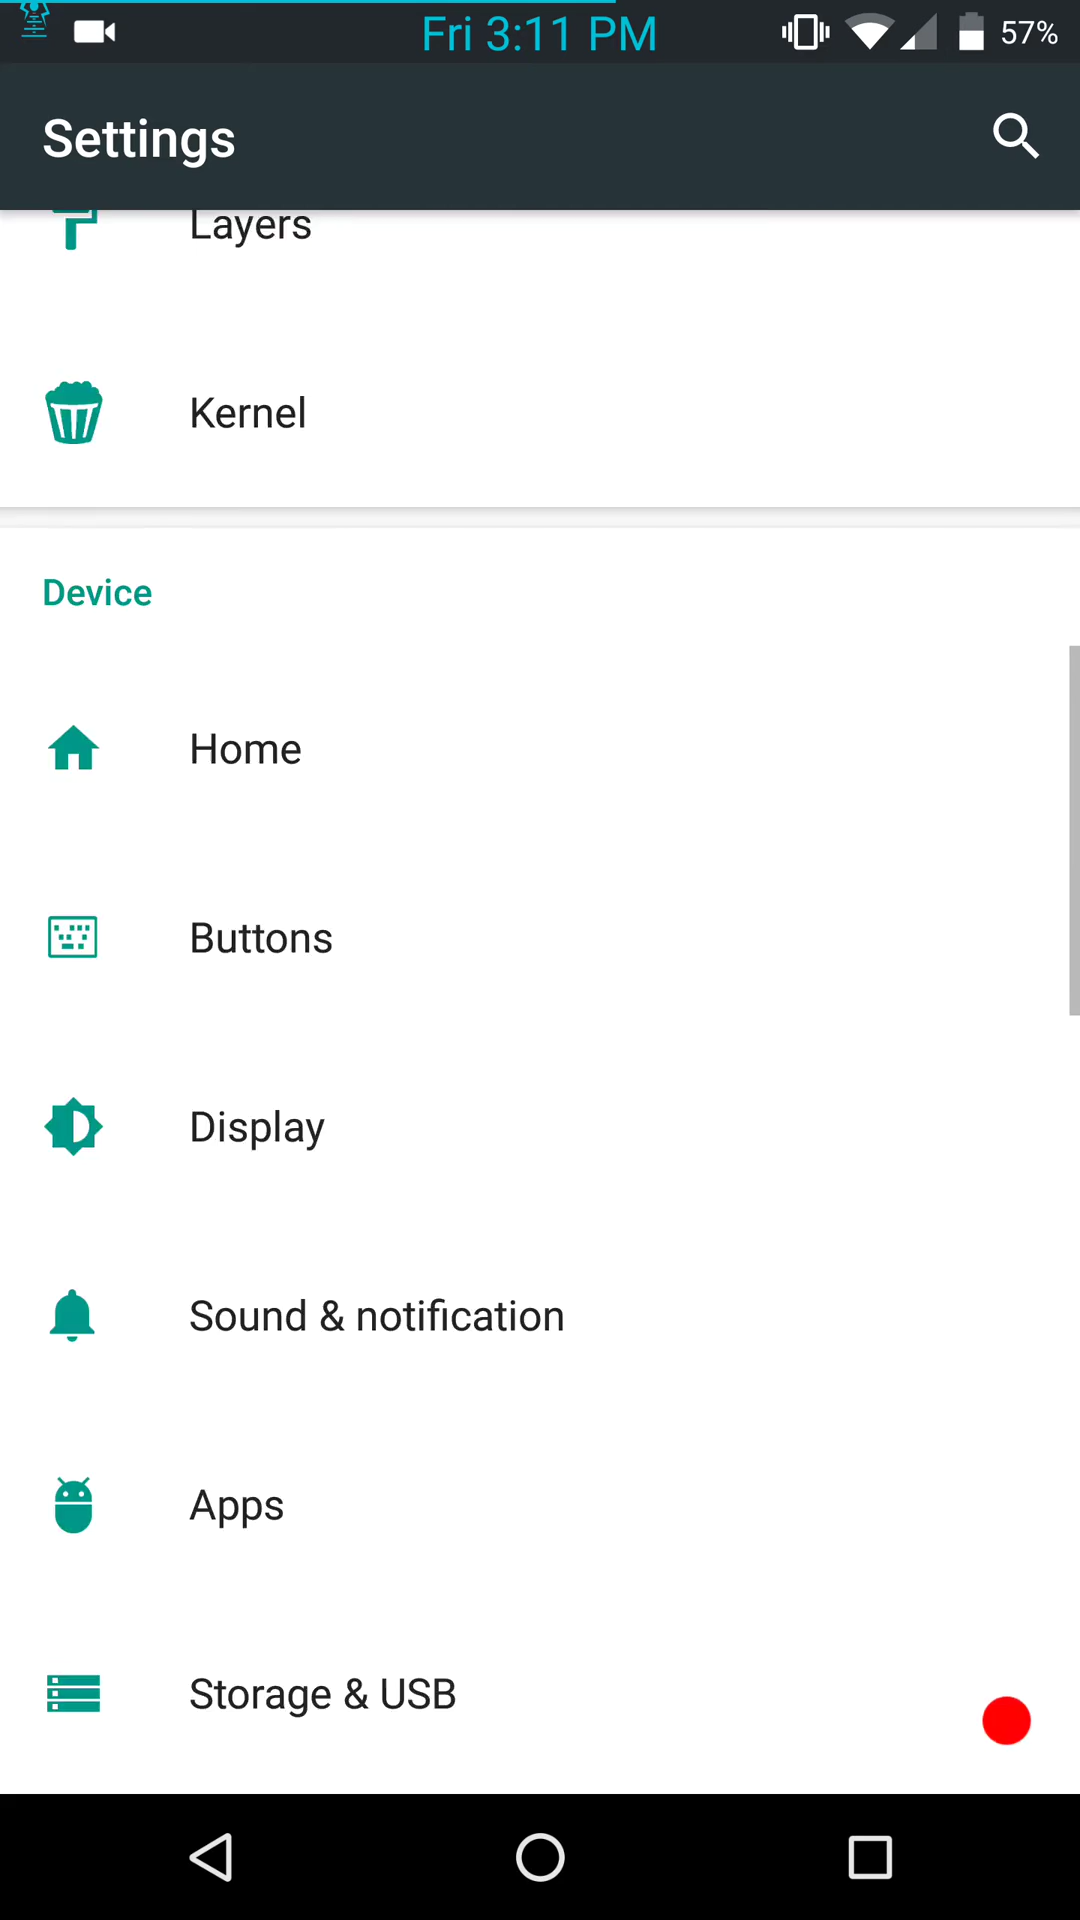 Fri 3:11 PM
57%
Settings
Layers
Kernel
Device
Home
Buttons
Display
Sound & notification
Apps
Storage & USB